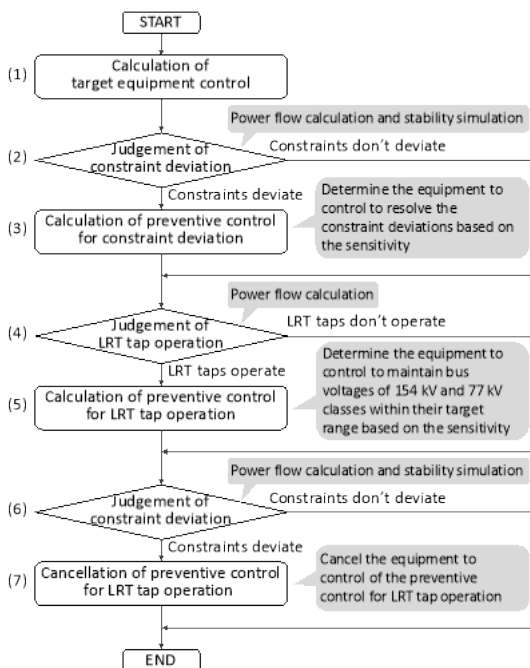 START
(1)
Calculation of
target equipment control
Power flow calculation and stability simulation
(2)
Judgement of
constraint deviation
Constraints don't deviate
Constraints deviate
(3)
Calculation of preventive control
for constraint deviation
Determine the equipment to
control to resolve the
constraint deviations based on
the sensitivity
Power flow calculation
(4)
Judgement of
LRT tap operation
LRT taps don't operate
LRT taps operate
(5)
Calculation of preventive control
for LRT tap operation
Determine the equipment to
control to maintain bus
voltages of 154 kV and 77 kV
classes within their target
range based on the sensitivity
Power flow calculation and stability simulation
(6)
Judgement of
constraint deviation
Constraints don't deviate
Constraints deviate
(7)
Cancellation of preventive control
for LRT tap operation
Cancel the equipment to
control of the preventive
control for LRT tap operation
END